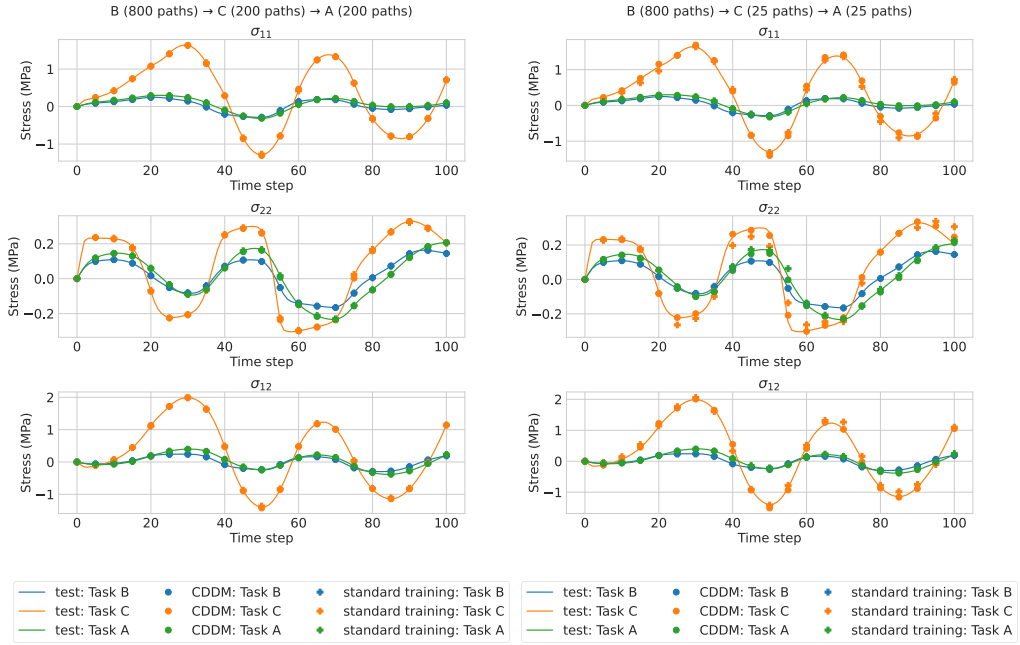 B (800 paths) → C (200 paths) → A (200 paths)
σ₁₁
Stress (MPa)
1
0
−1
0 20 40 60 80 100
Time step
σ₂₂
Stress (MPa)
0.2
0.0
−0.2
0 20 40 60 80 100
Time step
σ₁₂
Stress (MPa)
2
1
0
−1
0 20 40 60 80 100
Time step
test: Task B CDDM: Task B standard training: Task B
test: Task C CDDM: Task C standard training: Task C
test: Task A CDDM: Task A standard training: Task A
B (800 paths) → C (25 paths) → A (25 paths)
σ₁₁
Stress (MPa)
1
0
−1
0 20 40 60 80 100
Time step
σ₂₂
Stress (MPa)
0.2
0.0
−0.2
0 20 40 60 80 100
Time step
σ₁₂
Stress (MPa)
2
1
0
−1
0 20 40 60 80 100
Time step
test: Task B CDDM: Task B standard training: Task B
test: Task C CDDM: Task C standard training: Task C
test: Task A CDDM: Task A standard training: Task A